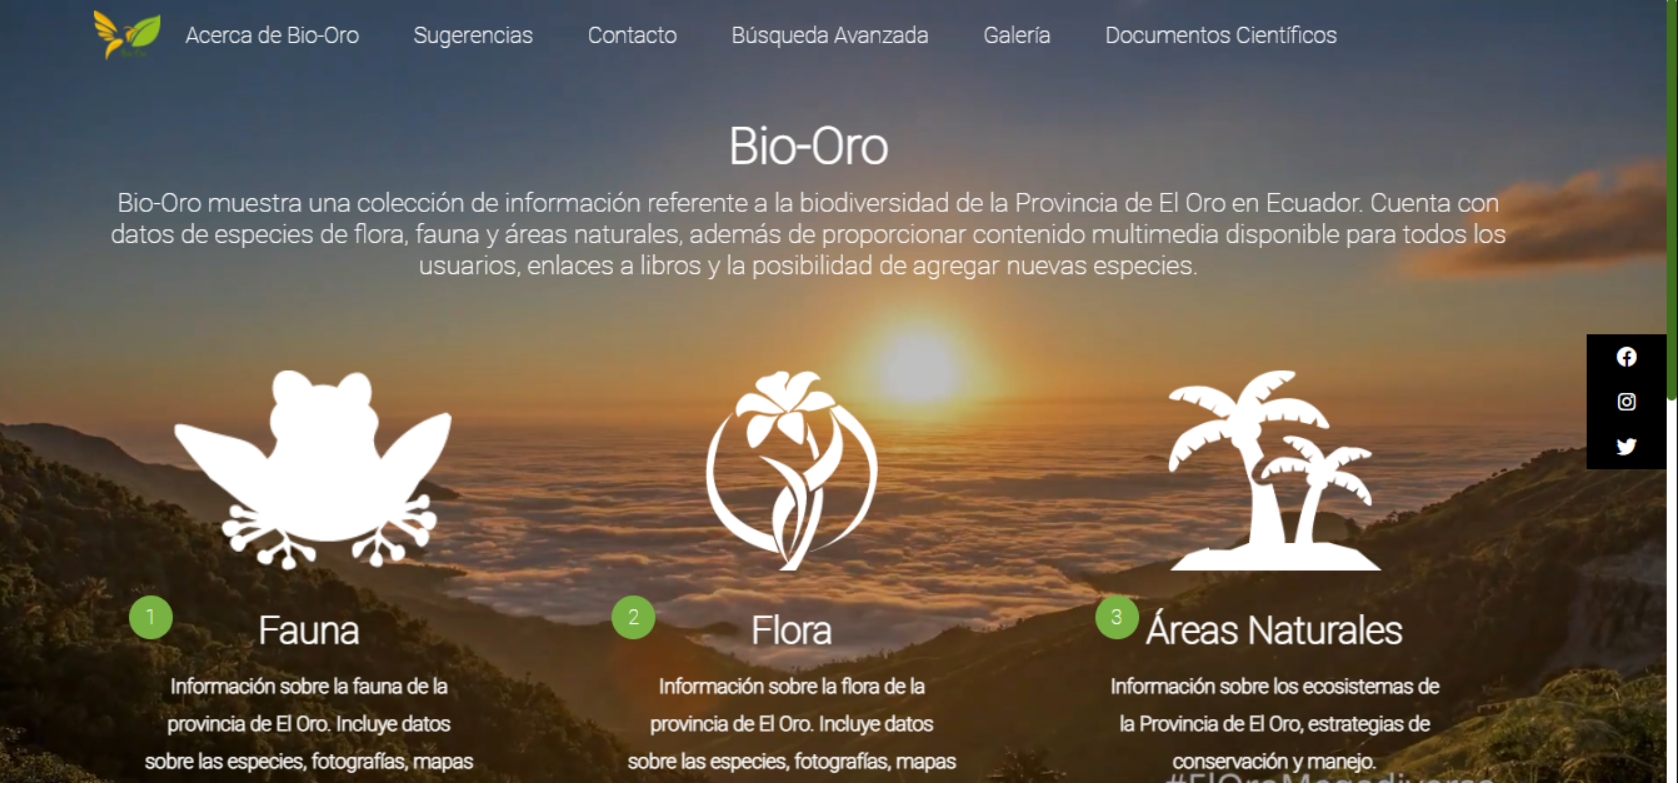 Acerca de Bio-Oro
Sugerencias
Contacto
Búsqueda Avanzada
Galería
Documentos Científicos
Bio-Oro
Bio-Oro muestra una colección de información referente a la biodiversidad de la Provincia de El Oro en Ecuador. Cuenta con
datos de especies de flora, fauna y áreas naturales, además de proporcionar contenido multimedia disponible para todos los
usuarios, enlaces a libros y la posibilidad de agregar nuevas especies.
1
Fauna
Información sobre la fauna de la
provincia de El Oro. Incluye datos
sobre las especies, fotografías, mapas
2
Flora
Información sobre la flora de la
provincia de El Oro. Incluye datos
sobre las especies, fotografías, mapas
3
Áreas Naturales
Información sobre los ecosistemas de
la Provincia de El Oro, estrategias de
conservación y manejo.
#ElOroMegadiverso